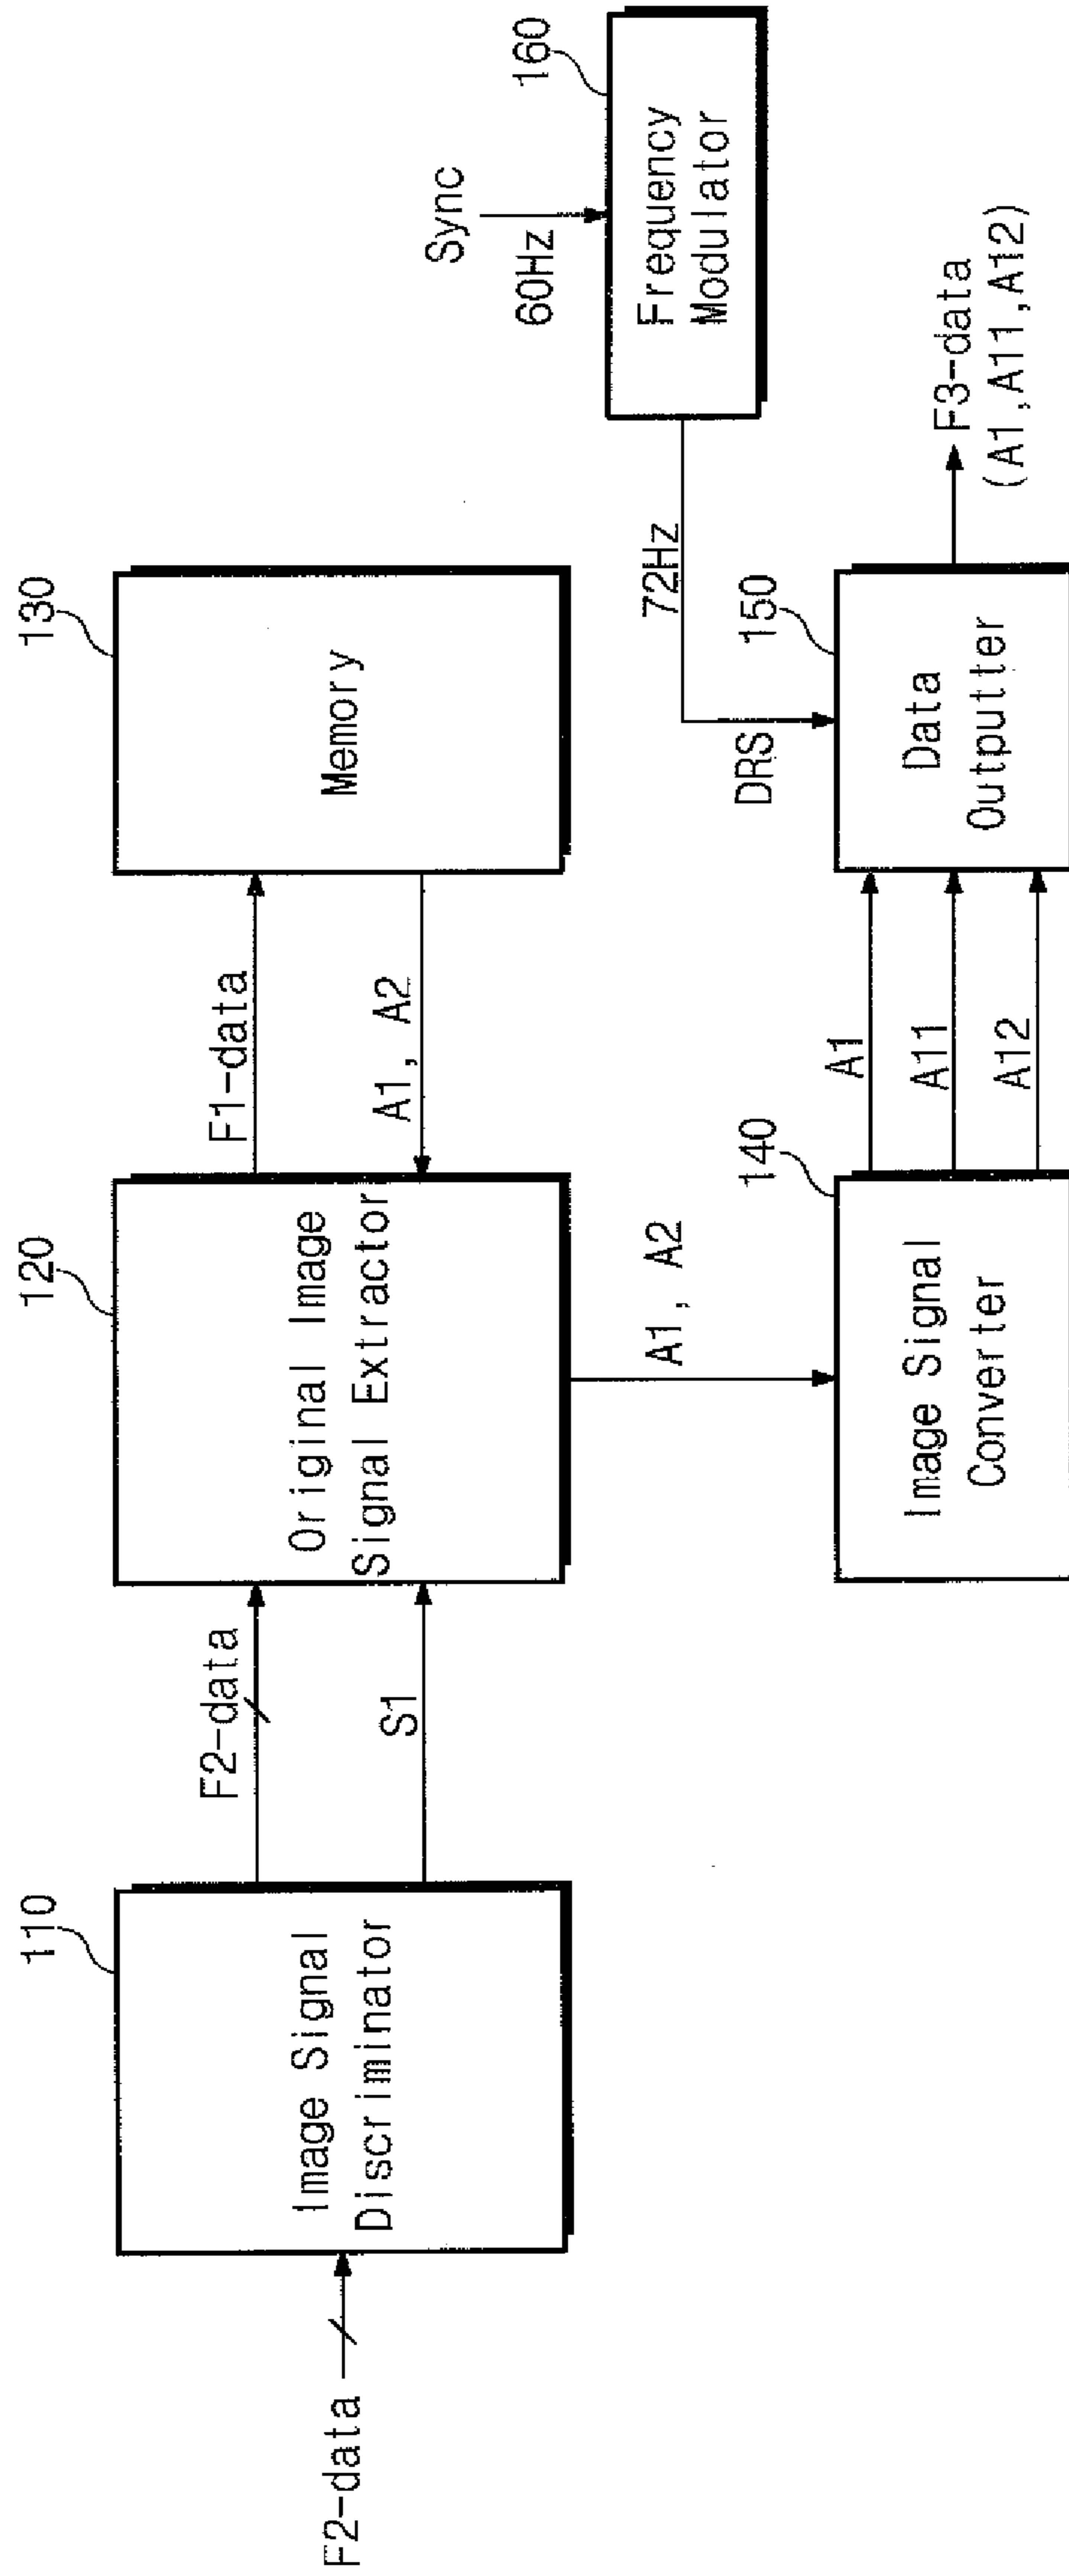 F2-data
110
Image Signal
Discriminator
F2-data
S1
120
Original Image
Signal Extractor
F1-data
A1, A2
130
Memory
A1, A2
140
Image Signal
Converter
A1
A11
A12
150
Data
Outputter
DRS
72Hz
Sync
60Hz
160
Frequency
Modulator
F3-data
(A1,A11,A12)